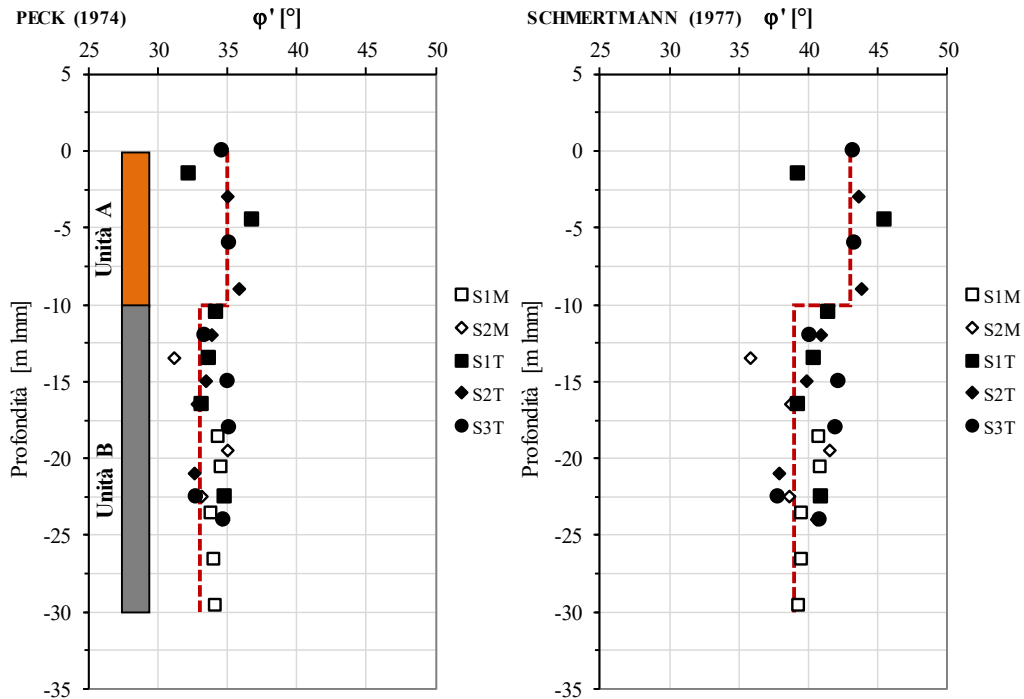 PECK (1974) φ' [°]
25 30 35 40 45 50
5
0
-5
-10
-15
-20
-25
-30
-35
Profondità [m lmm]
Unità A
Unità B
S1M
S2M
S1T
S2T
S3T
SCHMERTMANN (1977) φ' [°]
25 30 35 40 45 50
5
0
-5
-10
-15
-20
-25
-30
-35
Profondità [m lmm]
S1M
S2M
S1T
S2T
S3T